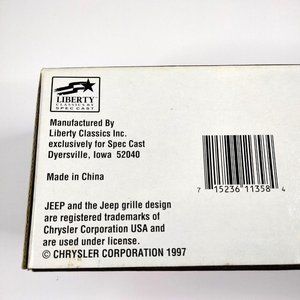 LIBERTY
CLASSICS BY
SPEC CAST
Manufactured By
Liberty Classics Inc.
exclusively for Spec Cast
Dyersville, Iowa 52040
Made in China
7 15236 11358 4
JEEP and the Jeep grille design
are registered trademarks of
Chrysler Corporation USA and
are used under license.
© CHRYSLER CORPORATION 1997